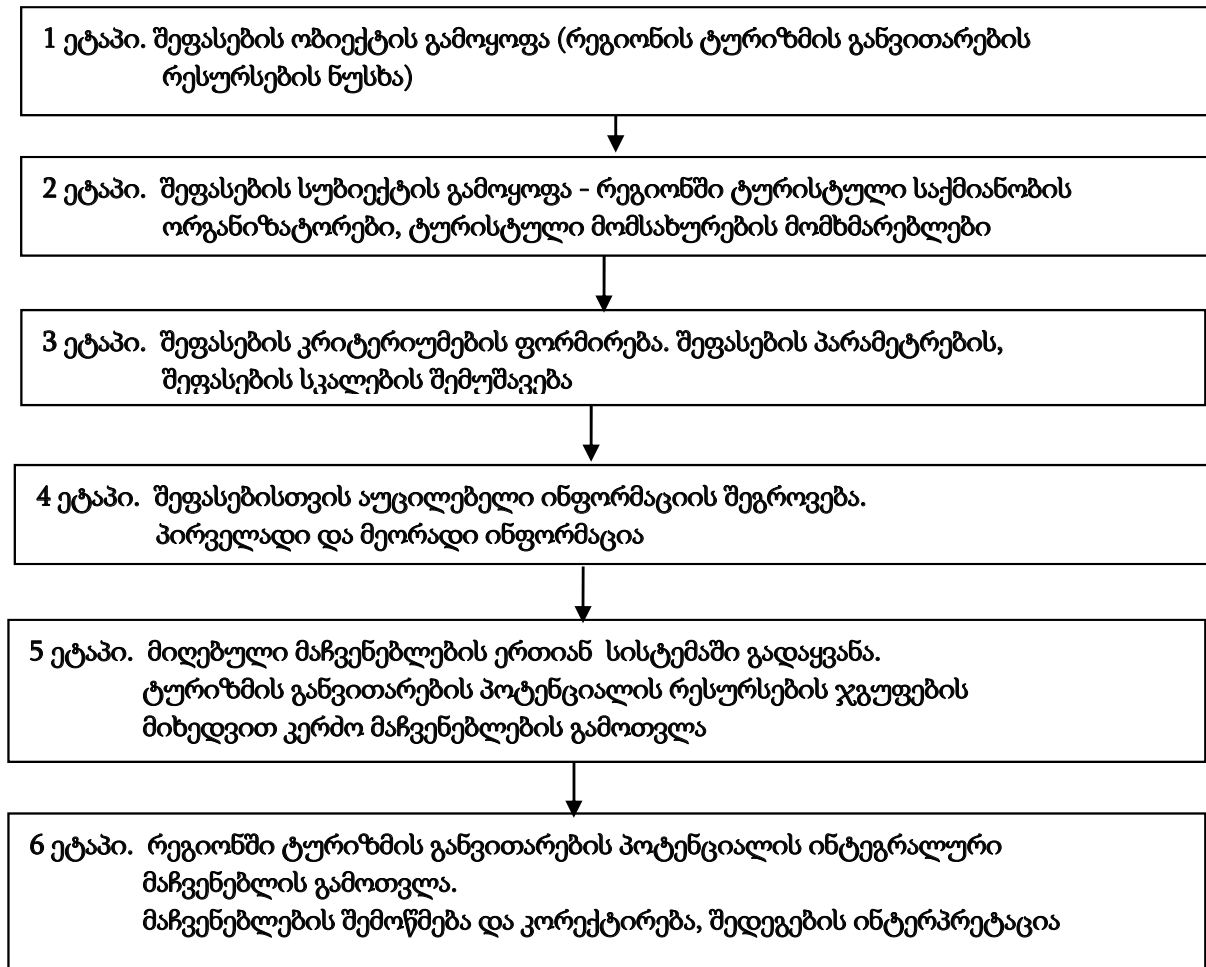 1 ეტაპი. შეფასების ობიექტის გამოყოფა (რეგიონის ტურიზმის განვითარების
რესურსების ნუსხა)
2 ეტაპი. შეფასების სუბიექტის გამოყოფა - რეგიონში ტურისტული საქმიანობის
ორგანიზატორები, ტურისტული მომსახურების მომხმარებლები
3 ეტაპი. შეფასების კრიტერიუმების ფორმირება. შეფასების პარამეტრების,
შეფასების სკალების შემუშავება
4 ეტაპი. შეფასებისთვის აუცილებელი ინფორმაციის შეგროვება.
პირველადი და მეორადი ინფორმაცია
5 ეტაპი. მიღებული მაჩვენებლების ერთიან სისტემაში გადაყვანა.
ტურიზმის განვითარების პოტენციალის რესურსების ჯგუფების
მიხედვით კერძო მაჩვენებლების გამოთვლა
6 ეტაპი. რეგიონში ტურიზმის განვითარების პოტენციალის ინტეგრალური
მაჩვენებლის გამოთვლა.
მაჩვენებლების შემოწმება და კორექტირება, შედეგების ინტერპრეტაცია